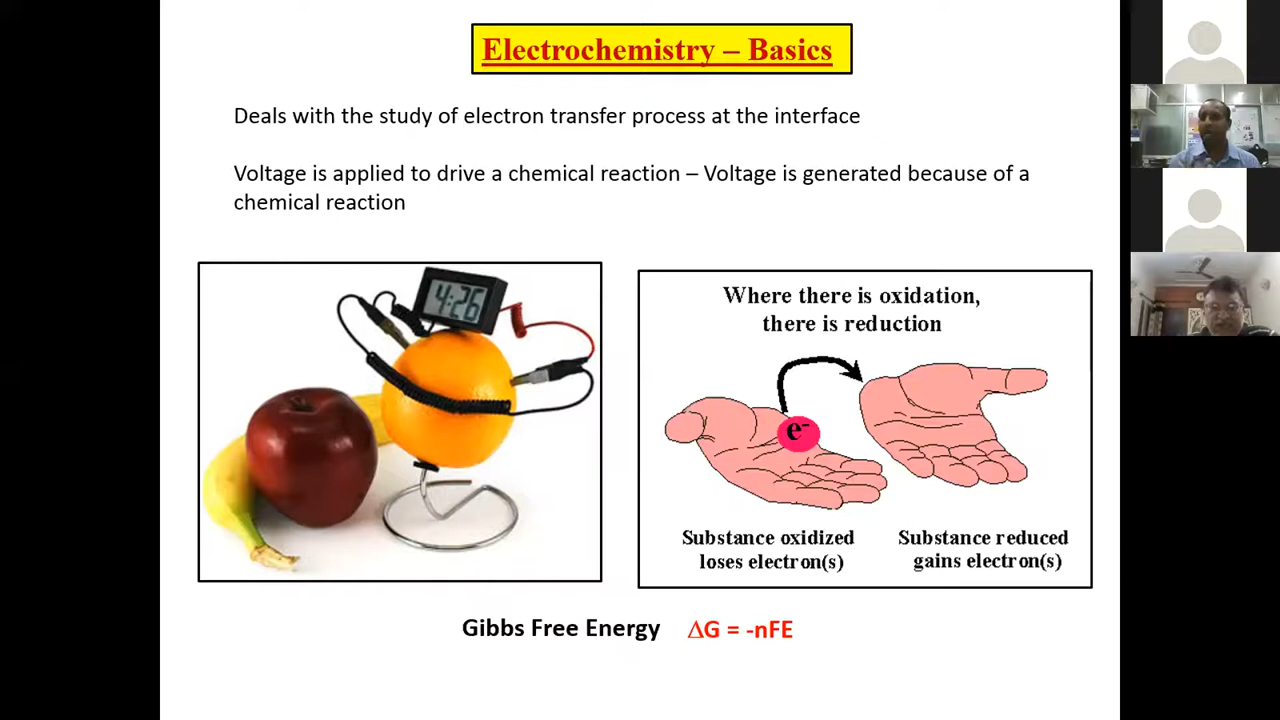 Electrochemistry – Basics
Deals with the study of electron transfer process at the interface
Voltage is applied to drive a chemical reaction – Voltage is generated because of a
chemical reaction
4:26
Where there is oxidation,
there is reduction
e-
Substance oxidized
loses electron(s)
Substance reduced
gains electron(s)
Gibbs Free Energy ΔG = -nFE